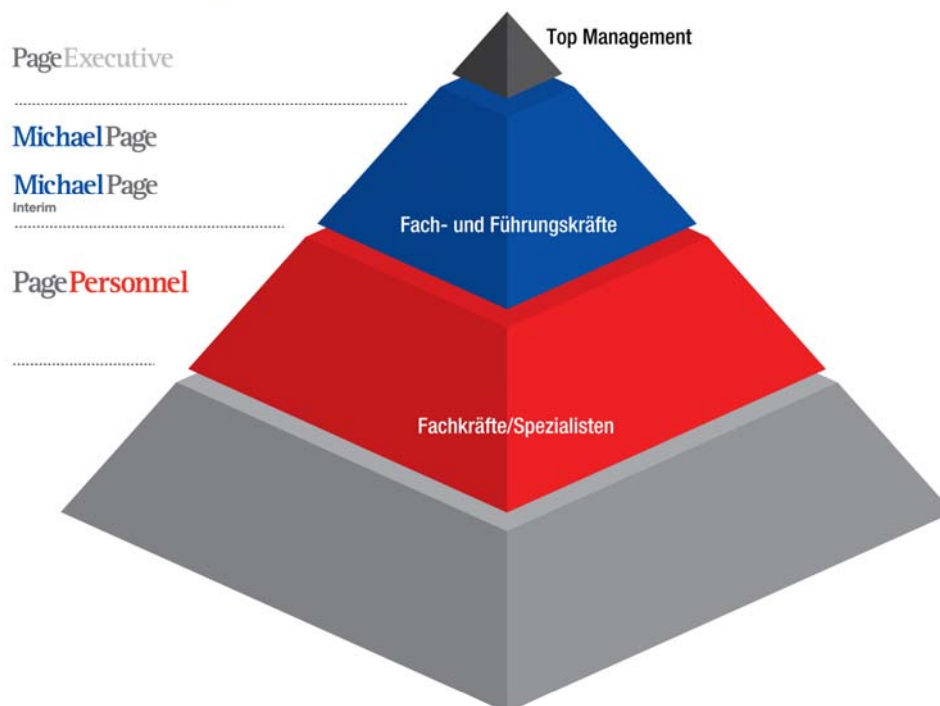 Top Management
PageExecutive
MichaelPage
MichaelPage
Interim
Fach- und Führungskräfte
PagePersonnel
Fachkräfte/Spezialisten